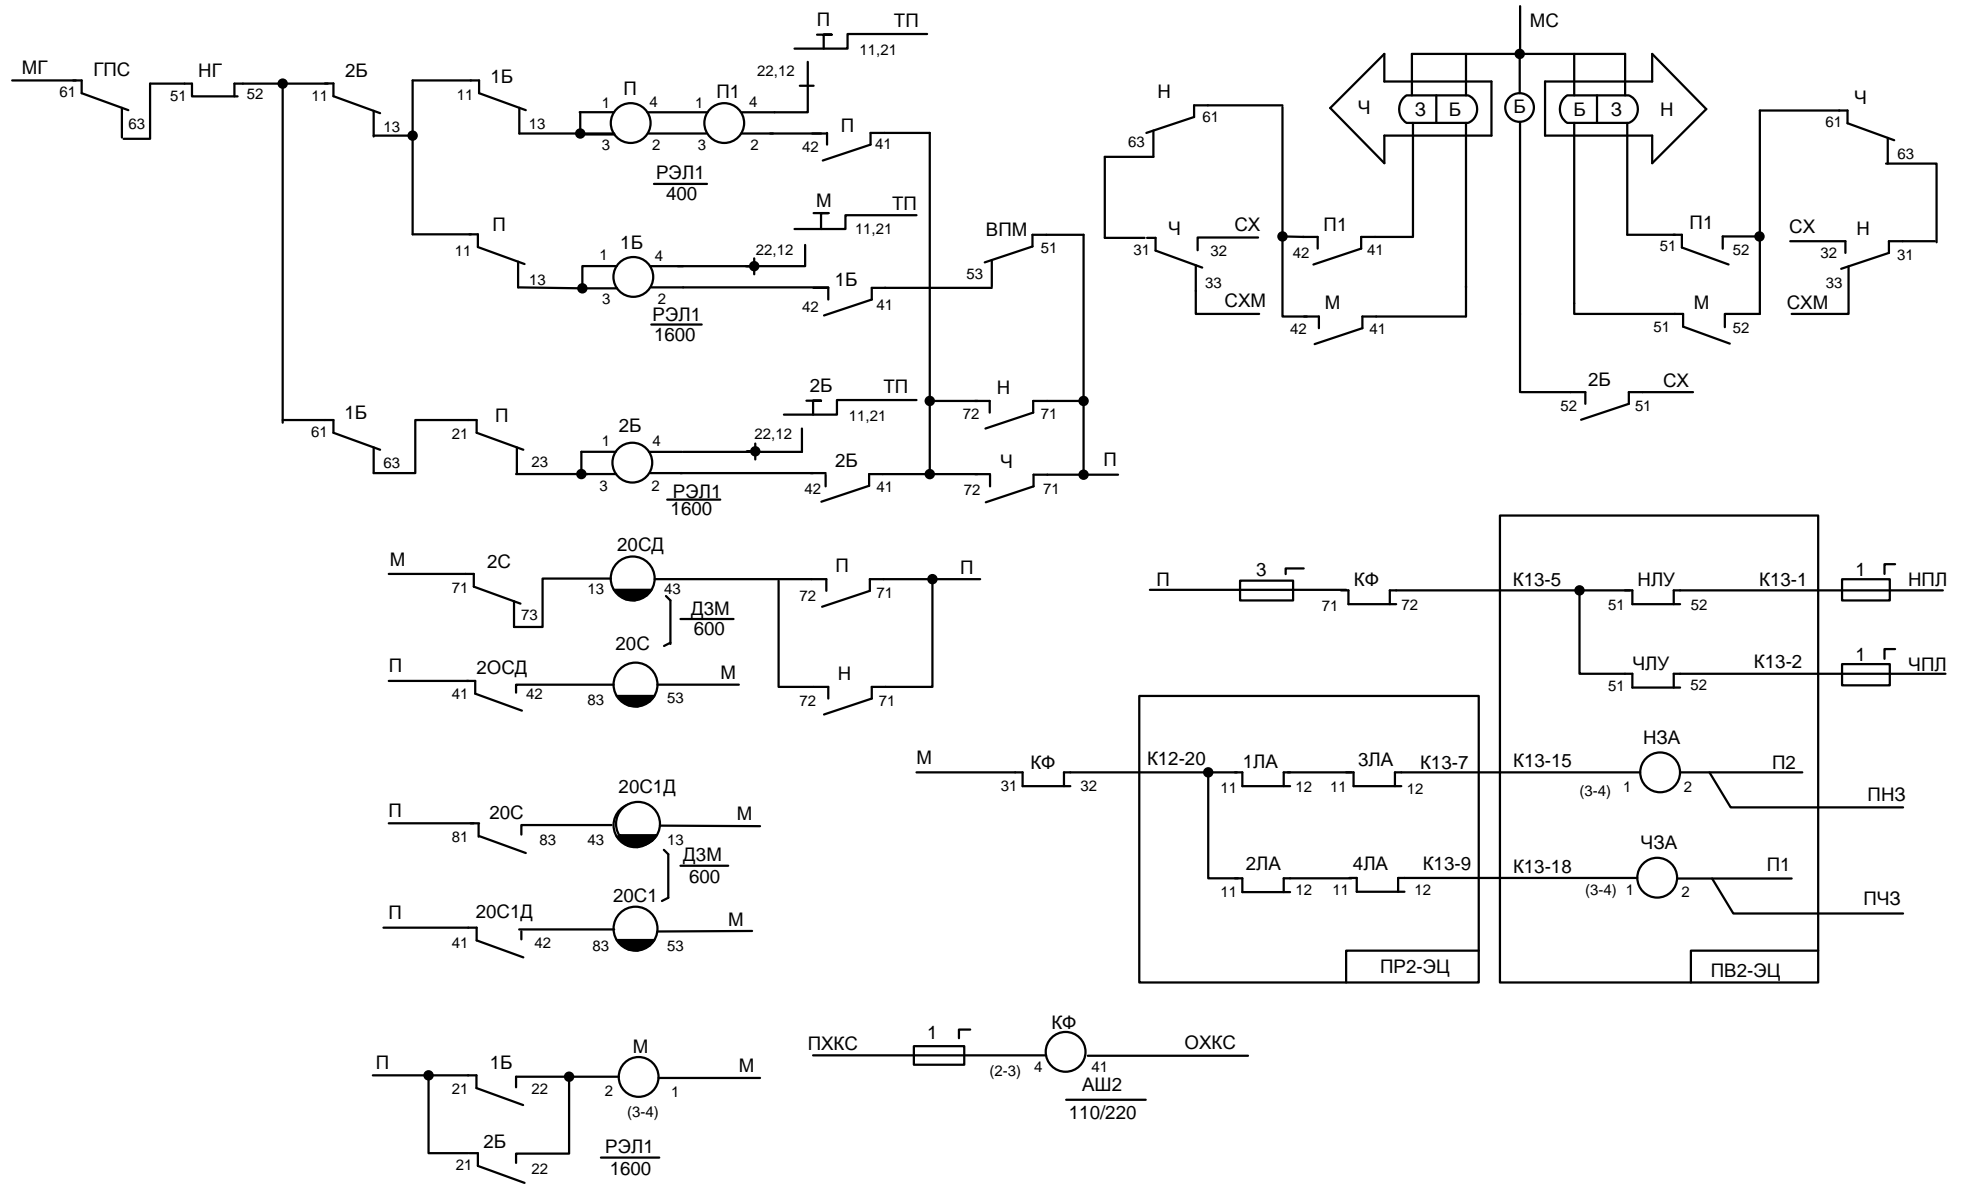 П ТП
22,12 11,21
МГ ГПС НГ 2Б 1Б П П1
61 63 51 52 11 13 11 13 1 4 1 4
3 2 3 2 42 П 41
РЭЛ1
400
М ТП
22,12 11,21
П 1Б ВПМ
11 13 1 4 53 51
3 2 42 1Б 41
РЭЛ1
1600
2Б ТП
22,12 11,21
1Б П 2Б Н
61 63 21 23 1 4 72 71
3 2 42 2Б 41 72 Ч 71 П
РЭЛ1
1600
МС
Ч З Б Б Б З Н
Н Ч
63 61 61 63
Ч СХ П1 П1 СХ Н
31 32 42 41 51 52 32 31
33 33
СХМ М М СХМ
42 41 51 52
2Б СХ
52 51
М 2С 20СД П П
71 73 13 43 72 71
ДЗМ
600
П 2ОСД 20С М Н
41 42 83 53 72 71
П 20С 20С1Д М
81 83 43 13
ДЗМ
600
П 20С1Д 20С1 М
41 42 83 53
П 1Б М М
21 22 2 1
(3-4)
2Б РЭЛ1
21 22 1600
П 3 КФ К13-5 НЛУ К13-1 1 НПЛ
71 72 51 52
ЧЛУ К13-2 1 ЧПЛ
51 52
М КФ К12-20 1ЛА 3ЛА К13-7 К13-15 НЗА П2
31 32 11 12 11 12 (3-4) 1 2 ПНЗ
2ЛА 4ЛА К13-9 К13-18 ЧЗА П1
11 12 11 12 (3-4) 1 2 ПЧЗ
ПР2-ЭЦ ПВ2-ЭЦ
ПХКС 1 КФ ОХКС
(2-3) 4 41
АШ2
110/220